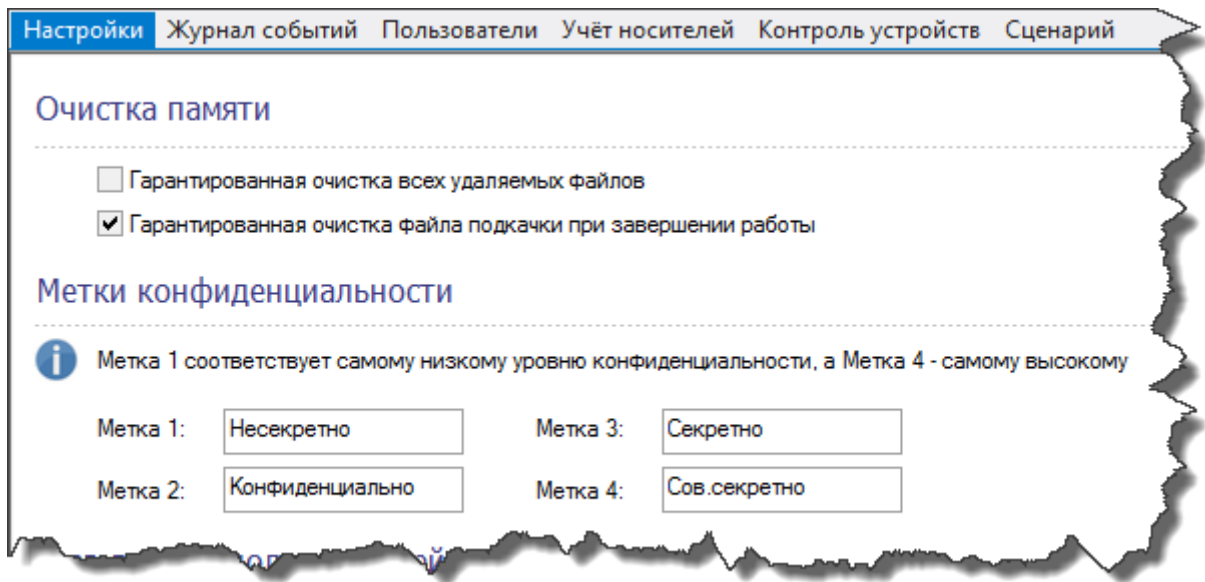 Настройки Журнал событий Пользователи Учёт носителей Контроль устройств Сценарий
Очистка памяти
Гарантированная очистка всех удаляемых файлов
Гарантированная очистка файла подкачки при завершении работы
Метки конфиденциальности
Метка 1 соответствует самому низкому уровню конфиденциальности, а Метка 4 - самому высокому
Метка 1: Несекретно Метка 3: Секретно
Метка 2: Конфиденциально Метка 4: Сов.секретно